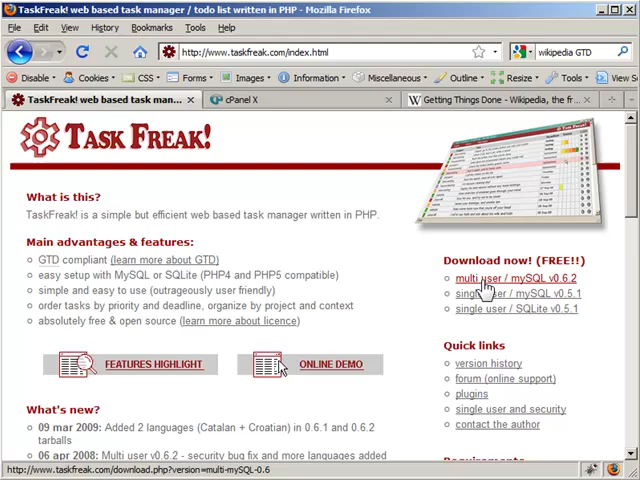 TaskFreak! web based task manager / todo list written in PHP - Mozilla Firefox
File Edit View History Bookmarks Tools Help
http://www.taskfreak.com/index.html
wikipedia GTD
Disable Cookies CSS Forms Images Information Miscellaneous Outline Resize Tools
TaskFreak! web based task man...
cPanel X
Getting Things Done - Wikipedia, the fr...
TASK FREAK!
What is this?
TaskFreak! is a simple but efficient web based task manager written in PHP.
Main advantages & features:
GTD compliant (learn more about GTD)
easy setup with MySQL or SQLite (PHP4 and PHP5 compatible)
simple and easy to use (outrageously user friendly)
order tasks by priority and deadline, organize by project and context
absolutely free & open source (learn more about licence)
FEATURES HIGHLIGHT
ONLINE DEMO
What's new?
09 mar 2009: Added 2 languages (Catalan + Croatian) in 0.6.1 and 0.6.2
tarballs
06 apr 2008: Multi user v0.6.2 - security bug fix and more languages added
Download now! (FREE!!)
multi user / mySQL v0.6.2
single user / mySQL v0.5.1
single user / SQLite v0.5.1
Quick links
version history
forum (online support)
plugins
single user and security
contact the author
Requirements
http://www.taskfreak.com/download.php?version=multi-mySQL-0.6